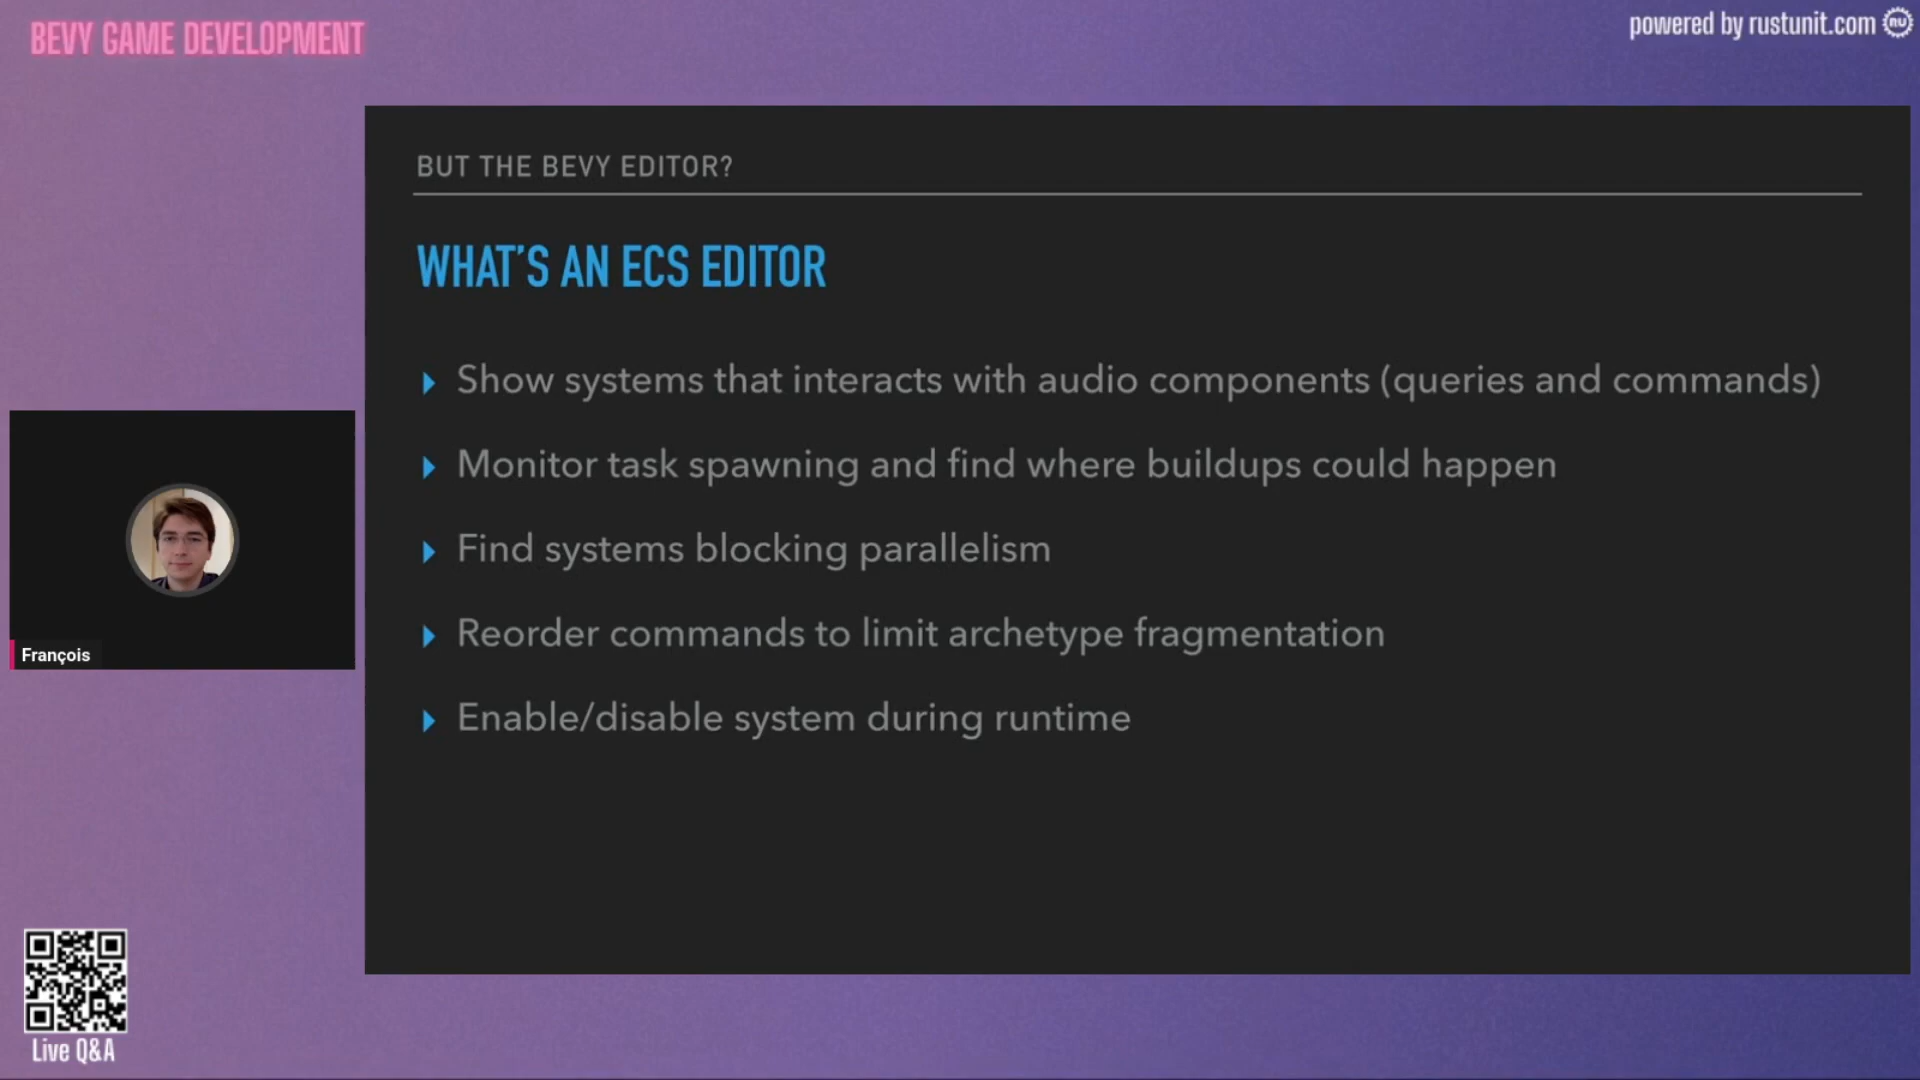 BEVY GAME DEVELOPMENT
powered by rustunit.com
RU
BUT THE BEVY EDITOR?
WHAT'S AN ECS EDITOR
Show systems that interacts with audio components (queries and commands)
Monitor task spawning and find where buildups could happen
Find systems blocking parallelism
Reorder commands to limit archetype fragmentation
Enable/disable system during runtime
François
Live Q&A